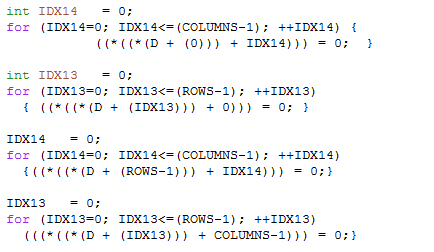 int IDX14   = 0;
for (IDX14=0; IDX14<=(COLUMNS-1); ++IDX14) {
            ((*((*(D + (0))) + IDX14))) = 0;  }
int IDX13   = 0;
for (IDX13=0; IDX13<=(ROWS-1); ++IDX13)
  { ((*((*(D + (IDX13))) + 0))) = 0; }
IDX14   = 0;
for (IDX14=0; IDX14<=(COLUMNS-1); ++IDX14)
  {((*((*(D + (ROWS-1))) + IDX14))) = 0;}
IDX13   = 0;
for (IDX13=0; IDX13<=(ROWS-1); ++IDX13)
  {((*((*(D + (IDX13))) + COLUMNS-1))) = 0;}